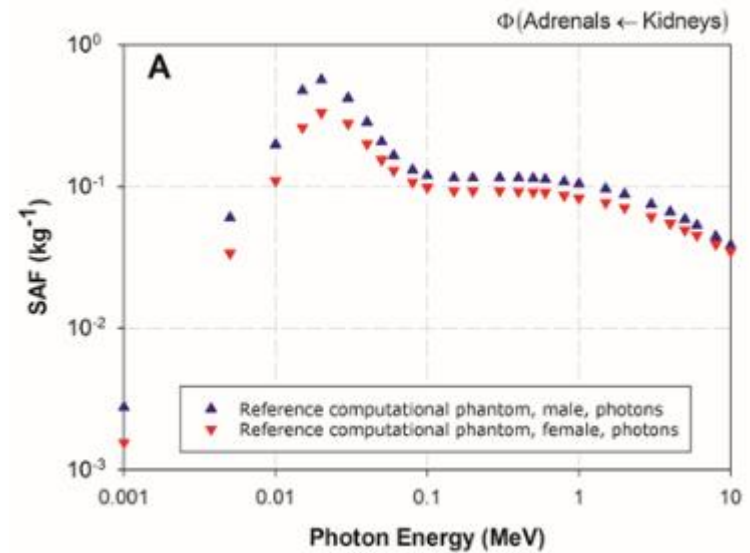 Φ(Adrenals ← Kidneys)
A
10⁰
10⁻¹
10⁻²
10⁻³
SAF (kg⁻¹)
Reference computational phantom, male, photons
Reference computational phantom, female, photons
0.001 0.01 0.1 1 10
Photon Energy (MeV)